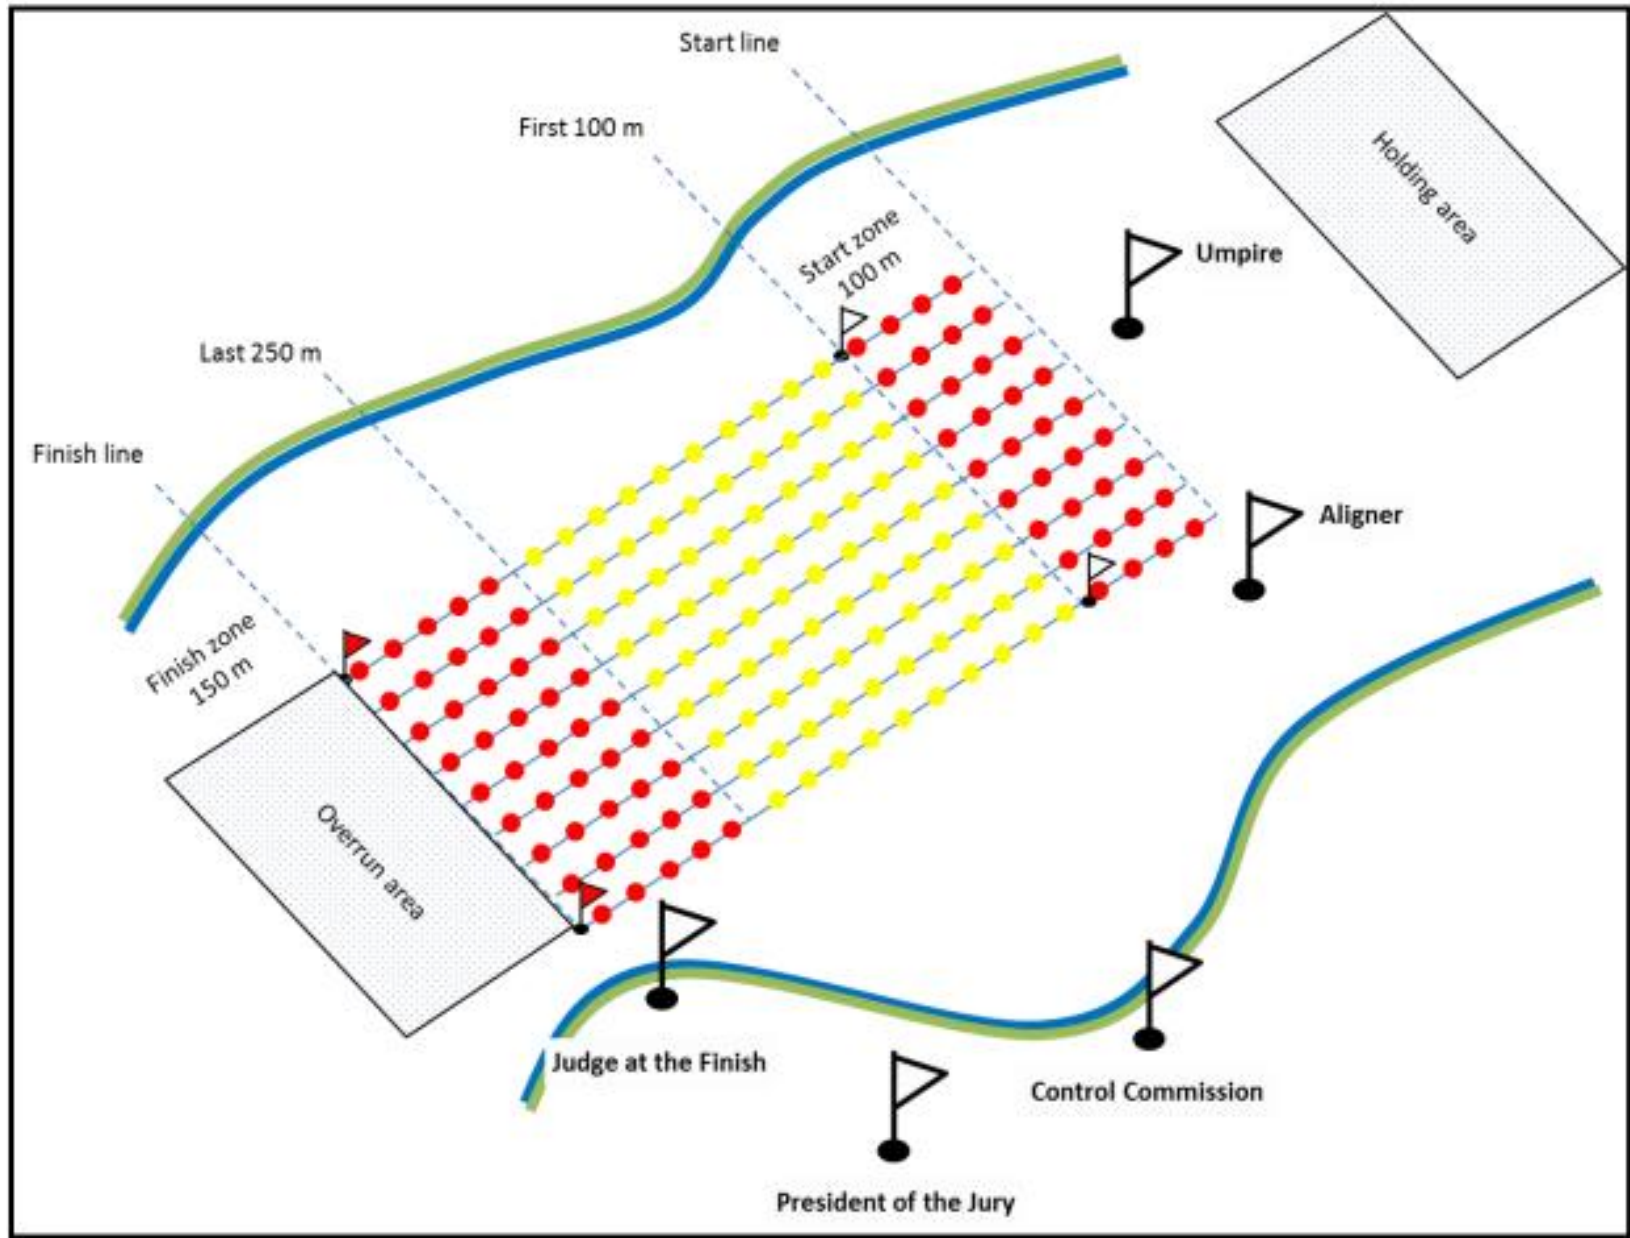 Start line
First 100 m
Holding area
Start zone
100 m
Umpire
Last 250 m
Finish line
Aligner
Finish zone
150 m
Overrun area
Judge at the Finish
Control Commission
President of the Jury